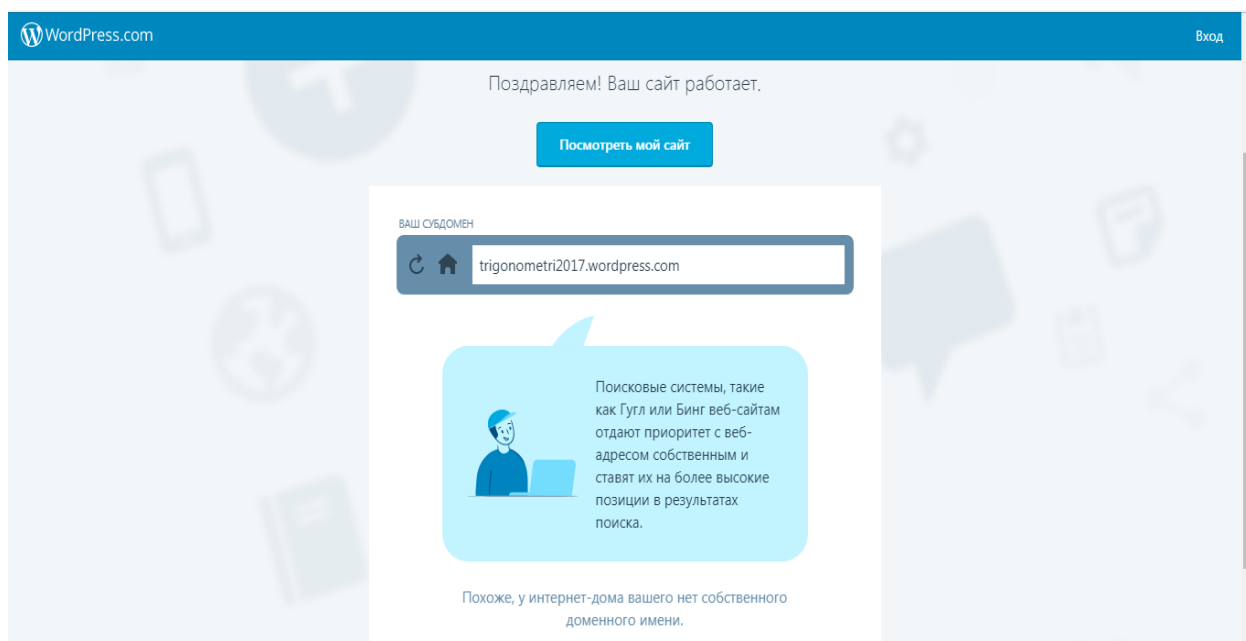 WordPress.com
Вход
Поздравляем! Ваш сайт работает.
Посмотреть мой сайт
ВАШ СУБДОМЕН
trigonometri2017.wordpress.com
Поисковые системы, такие
как Гугл или Бинг веб-сайтам
отдают приоритет с веб-
адресом собственным и
ставят их на более высокие
позиции в результатах
поиска.
Похоже, у интернет-дома вашего нет собственного
доменного имени.